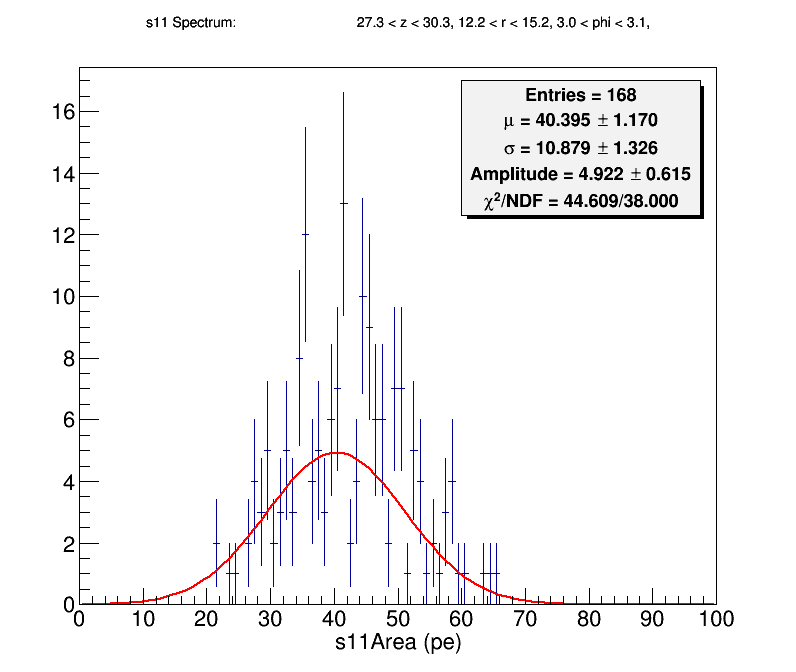 s11 Spectrum: 27.3 < z < 30.3, 12.2 < r < 15.2, 3.0 < phi < 3.1,
Entries = 168
μ = 40.395 ± 1.170
σ = 10.879 ± 1.326
Amplitude = 4.922 ± 0.615
χ²/NDF = 44.609/38.000
16
14
12
10
8
6
4
2
0
0 10 20 30 40 50 60 70 80 90 100
s11Area (pe)